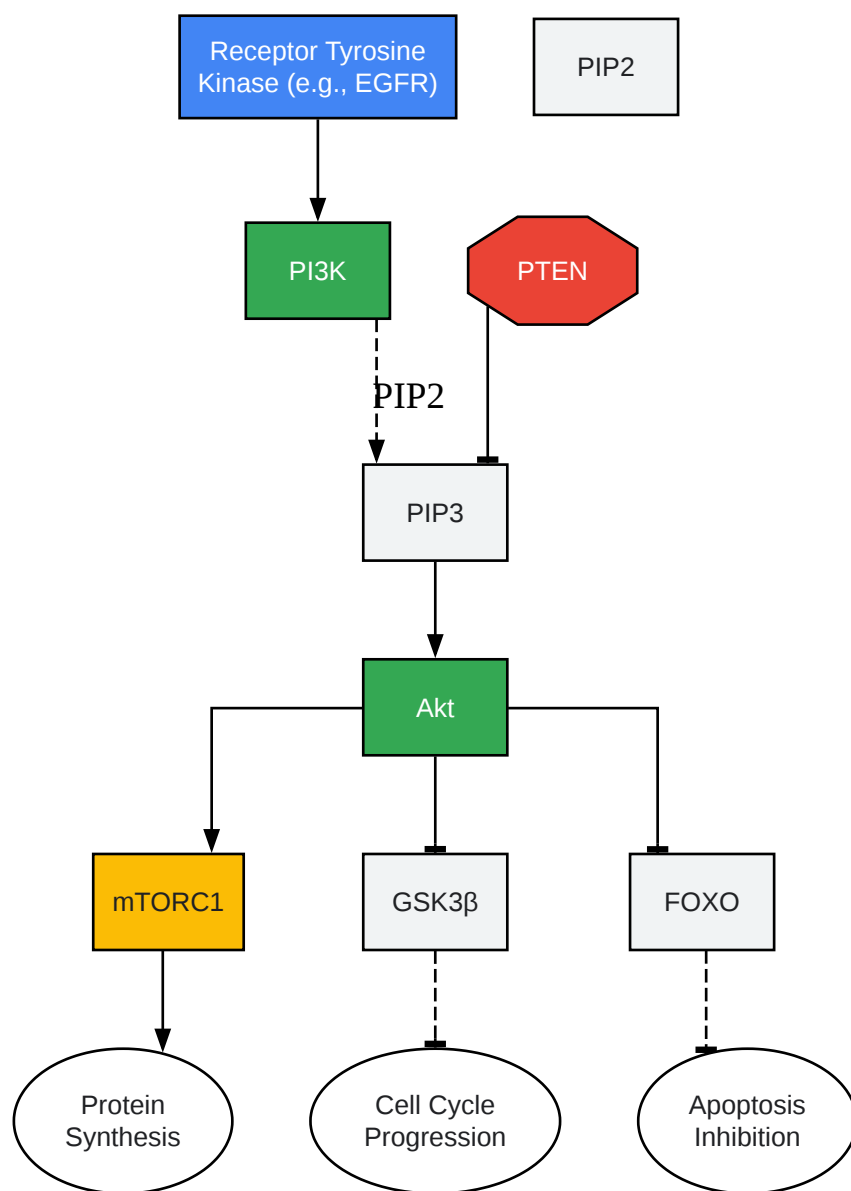 Receptor Tyrosine
Kinase (e.g., EGFR)
PIP2
PI3K
PTEN
PIP2
PIP3
Akt
mTORC1
GSK3β
FOXO
Protein
Synthesis
Cell Cycle
Progression
Apoptosis
Inhibition